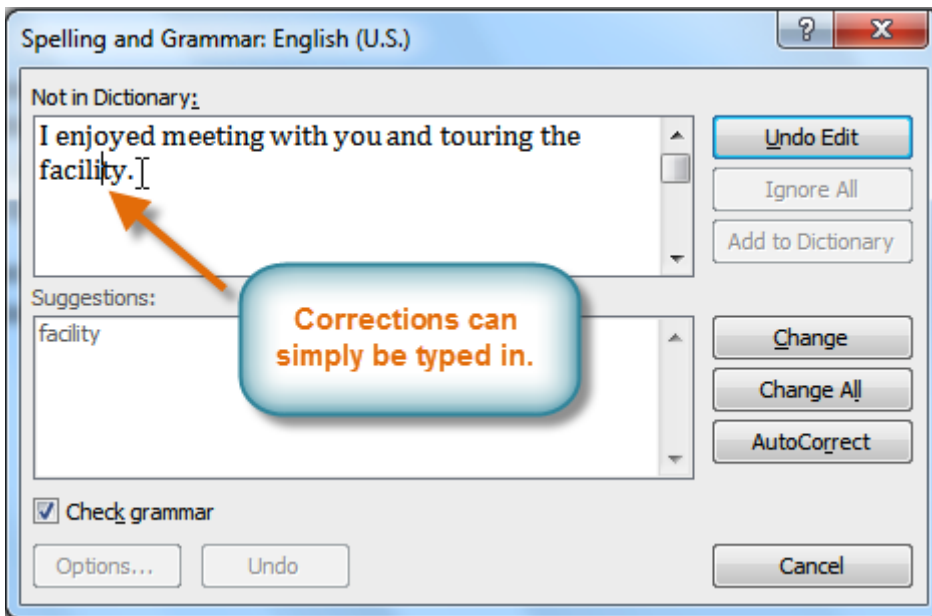 Spelling and Grammar: English (U.S.)
Not in Dictionary:
I enjoyed meeting with you and touring the
facility.
Undo Edit
Ignore All
Add to Dictionary
Suggestions:
facility
Corrections can
simply be typed in.
Change
Change All
AutoCorrect
Check grammar
Options...
Undo
Cancel